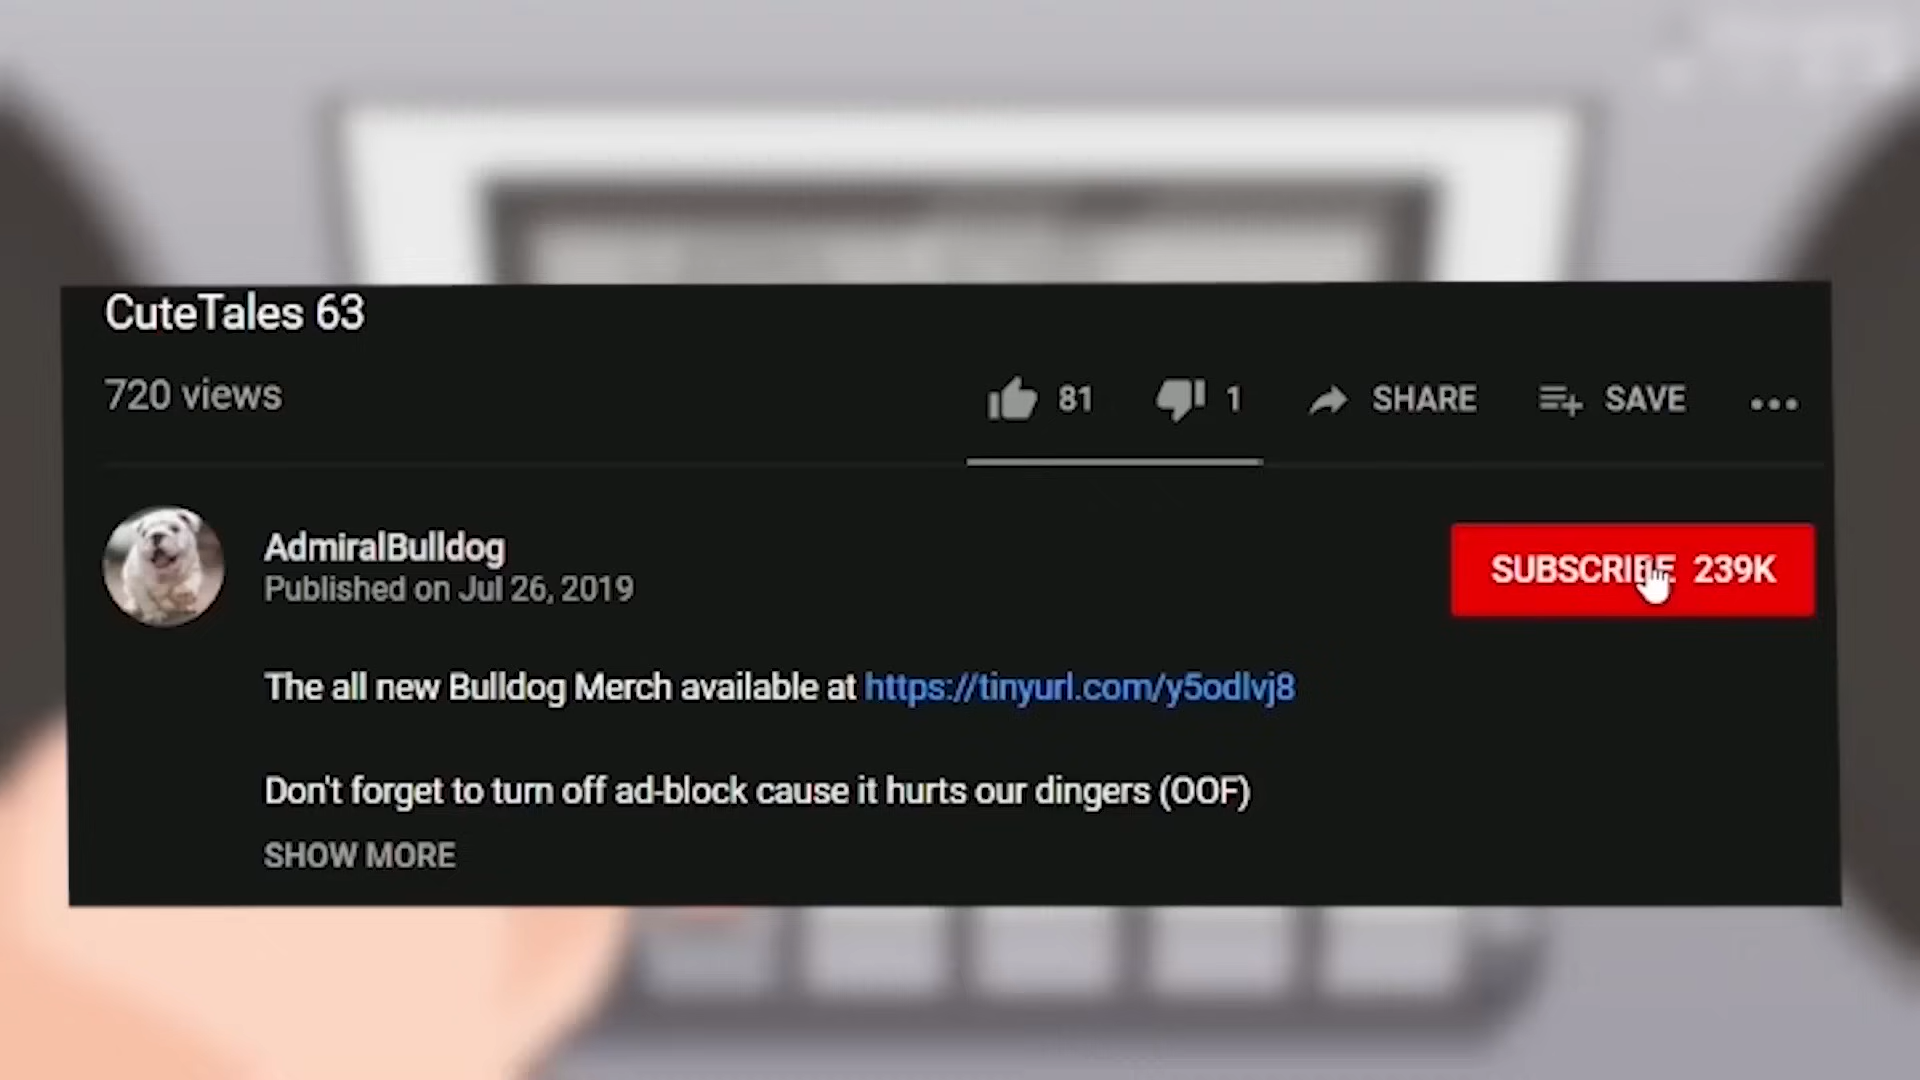 CuteTales 63
720 views
81 1 SHARE SAVE
AdmiralBulldog
Published on Jul 26, 2019
SUBSCRIBE 239K
The all new Bulldog Merch available at https://tinyurl.com/y5odlvj8
Don't forget to turn off ad-block cause it hurts our dingers (OOF)
SHOW MORE